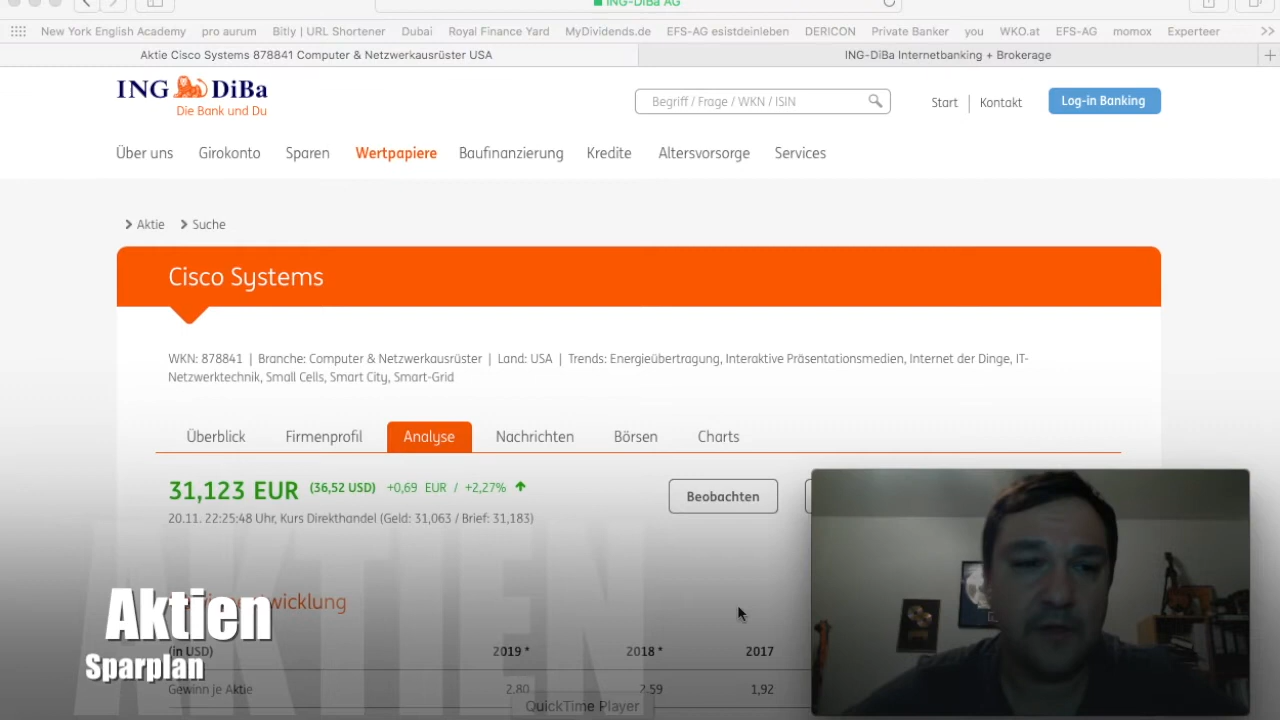 ING-DiBa AG
New York English Academy pro aurum Bitly | URL Shortener Dubai Royal Finance Yard MyDividends.de EFS-AG esistdeinleben DERICON Private Banker you WKO.at EFS-AG momox Experteer
Aktie Cisco Systems 878841 Computer & Netzwerkausrüster USA
ING-DiBa Internetbanking + Brokerage
ING DiBa
Die Bank und Du
Begriff / Frage / WKN / ISIN
Start | Kontakt
Log-in Banking
Über uns Girokonto Sparen Wertpapiere Baufinanzierung Kredite Altersvorsorge Services
Aktie Suche
Cisco Systems
WKN: 878841 | Branche: Computer & Netzwerkausrüster | Land: USA | Trends: Energieübertragung, Interaktive Präsentationsmedien, Internet der Dinge, IT-
Netzwerktechnik, Small Cells, Smart City, Smart-Grid
Überblick Firmenprofil Analyse Nachrichten Börsen Charts
31,123 EUR (36,52 USD) +0,69 EUR / +2,27%
Beobachten
20.11. 22:25:48 Uhr, Kurs Direkthandel (Geld: 31,063 / Brief: 31,183)
AKTIEN
Aktien
Sparplan
(in USD) 2019 * 2018 * 2017
Gewinn je Aktie 2,80 2,59 1,92
QuickTime Player